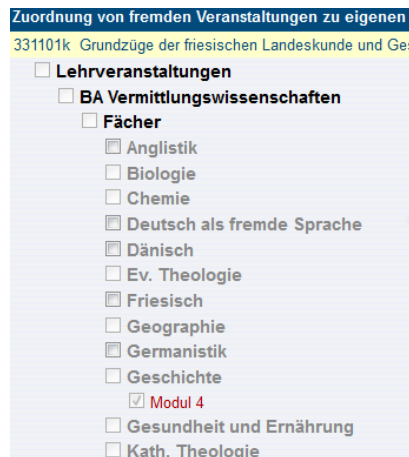 Zuordnung von fremden Veranstaltungen zu eigenen
331101k Grundzüge der friesischen Landeskunde und Ges
Lehrveranstaltungen
BA Vermittlungswissenschaften
Fächer
Anglistik
Biologie
Chemie
Deutsch als fremde Sprache
Dänisch
Ev. Theologie
Friesisch
Geographie
Germanistik
Geschichte
Modul 4
Gesundheit und Ernährung
Kath. Theologie